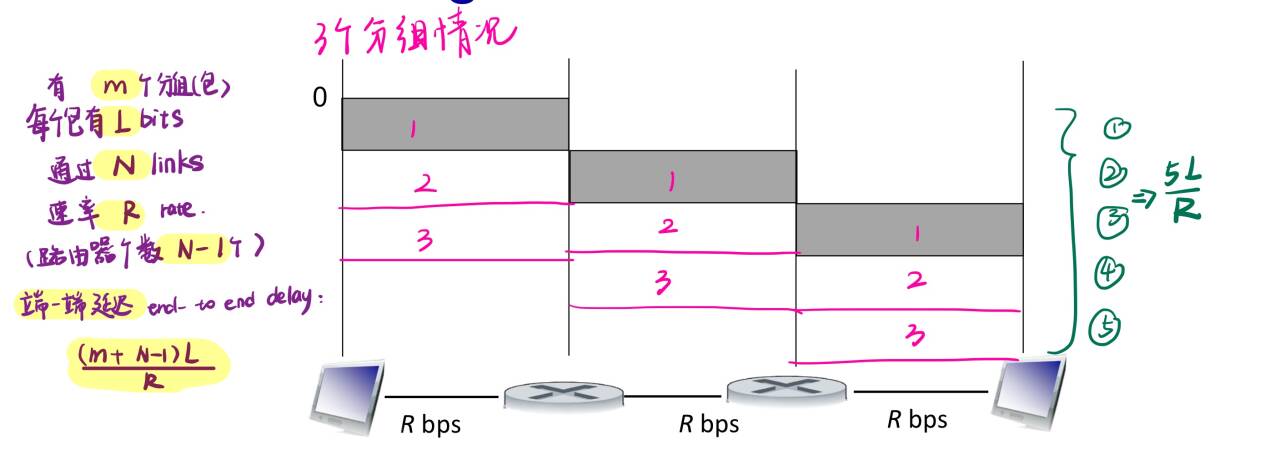 3个分组情况
有 m个分组(包)
每个包有 L bits
通过 N links
速率 R rate.
(路由器个数 N-1个)
端-端延迟 end-to end delay:
(m+N-1)L
R
0
1
2
1
3
2
1
3
2
3
①
②
③
④
⑤
⇒ 5L
R
R bps
R bps
R bps